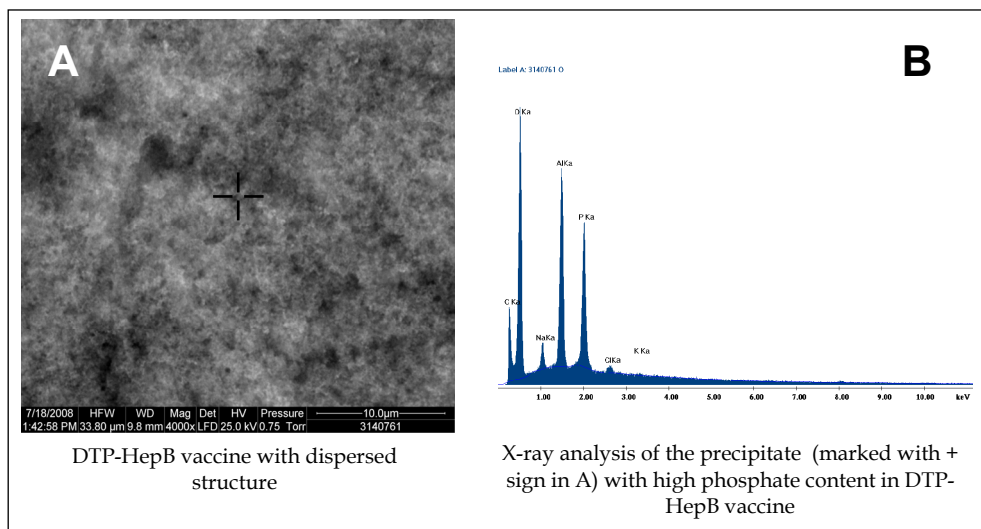 A
7/18/2008 HFW WD Mag Det HV Pressure 10.0µm
1:42:58 PM 33.80 µm 9.8 mm 4000x LFD 25.0 kV 0.75 Torr 3140761
DTP-HepB vaccine with dispersed
structure
B
Label A: 3140761 O
O Ka
AlKa
P Ka
C Ka
NaKa
ClKa
K Ka
1.00 2.00 3.00 4.00 5.00 6.00 7.00 8.00 9.00 10.00 keV
X-ray analysis of the precipitate (marked with +
sign in A) with high phosphate content in DTP-
HepB vaccine